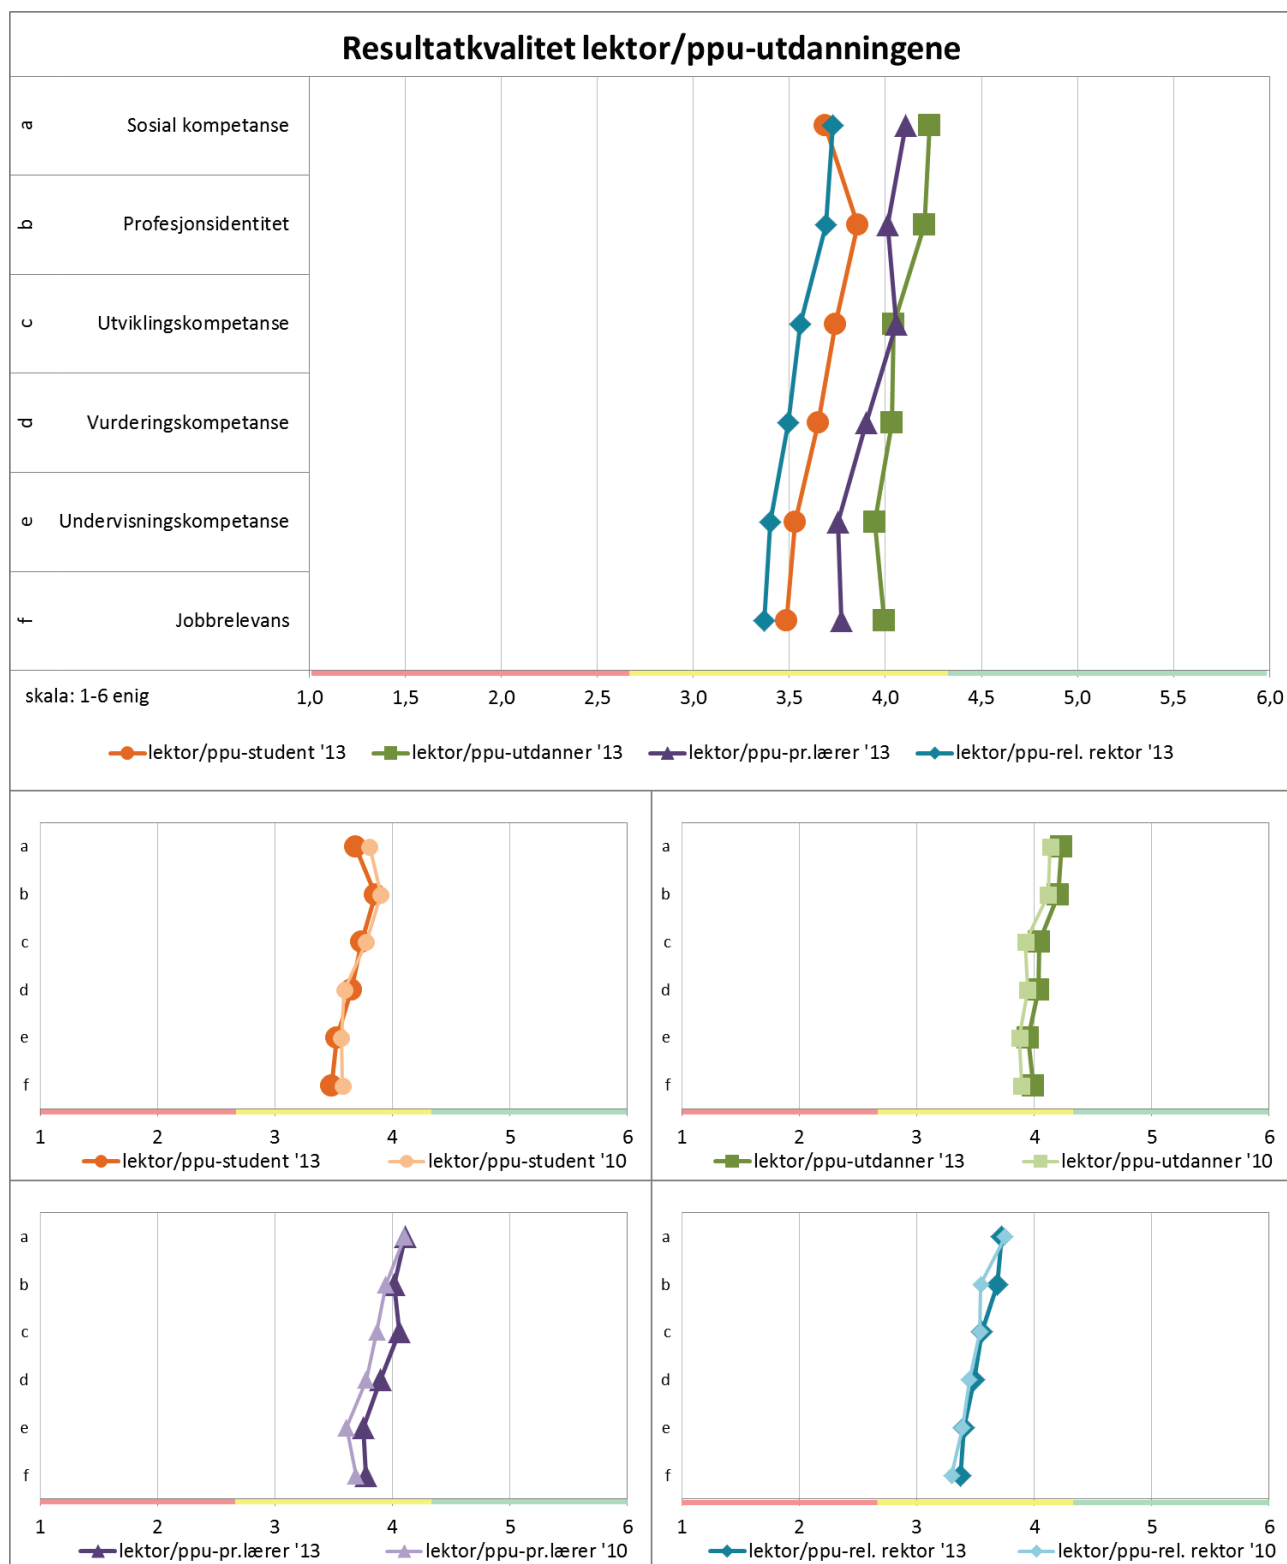 Resultatkvalitet lektor/ppu-utdanningene
a Sosial kompetanse
b Profesjonsidentitet
c Utviklingskompetanse
d Vurderingskompetanse
e Undervisningskompetanse
f Jobbrelevans
skala: 1-6 enig 1,0 1,5 2,0 2,5 3,0 3,5 4,0 4,5 5,0 5,5 6,0
lektor/ppu-student '13 lektor/ppu-utdanner '13 lektor/ppu-pr.lærer '13 lektor/ppu-rel. rektor '13
a
b
c
d
e
f
1 2 3 4 5 6
lektor/ppu-student '13 lektor/ppu-student '10
a
b
c
d
e
f
1 2 3 4 5 6
lektor/ppu-utdanner '13 lektor/ppu-utdanner '10
a
b
c
d
e
f
1 2 3 4 5 6
lektor/ppu-pr.lærer '13 lektor/ppu-pr.lærer '10
a
b
c
d
e
f
1 2 3 4 5 6
lektor/ppu-rel. rektor '13 lektor/ppu-rel. rektor '10